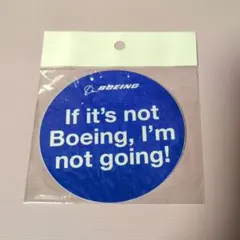 BOEING
If it's not
Boeing, I'm
not going!